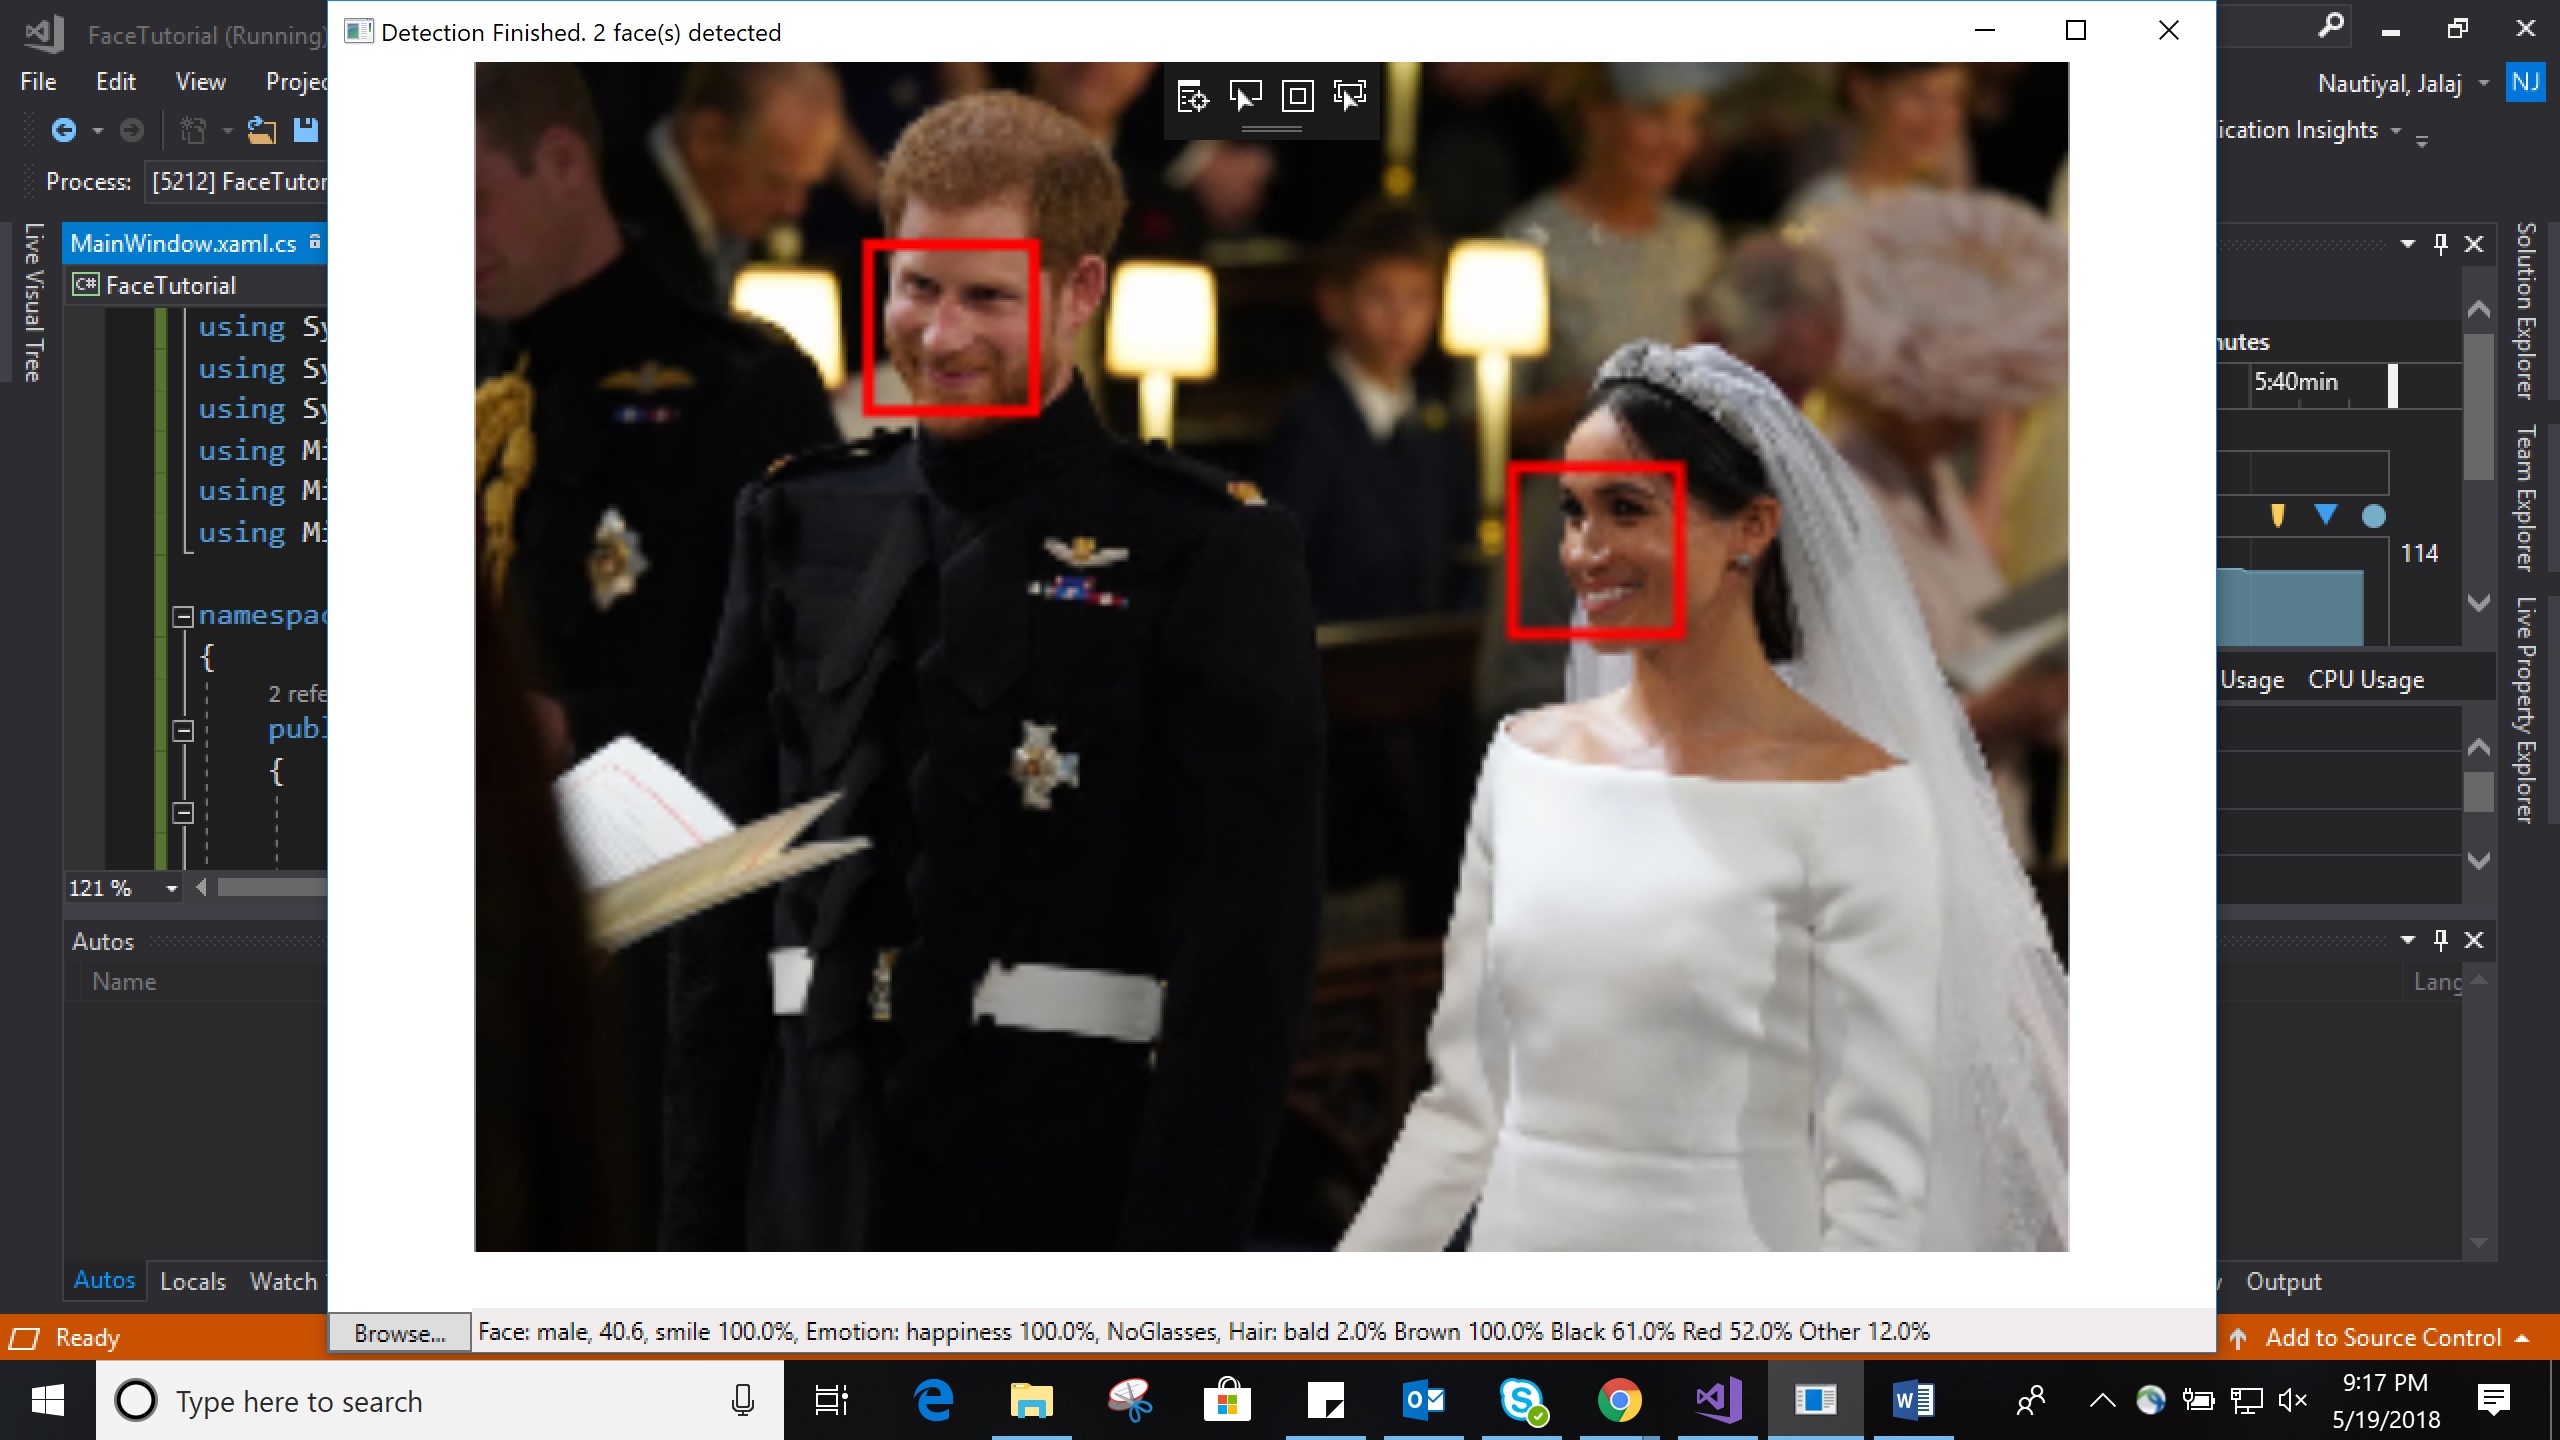 FaceTutorial (Running)
Detection Finished. 2 face(s) detected
File Edit View Projec
Nautiyal, Jalaj NJ
ication Insights
Process: [5212] FaceTutor
Live Visual Tree
MainWindow.xaml.cs
C# FaceTutorial
using Sy
using Sy
using Sy
using Mi
using Mi
using Mi
namespac
{
2 refe
publ
{
121 %
Autos
Name
Autos Locals Watch
nutes
5:40min
114
Usage CPU Usage
Lang
Output
Solution Explorer
Team Explorer
Live Property Explorer
Browse... Face: male, 40.6, smile 100.0%, Emotion: happiness 100.0%, NoGlasses, Hair: bald 2.0% Brown 100.0% Black 61.0% Red 52.0% Other 12.0%
Ready
Add to Source Control
Type here to search
9:17 PM
5/19/2018